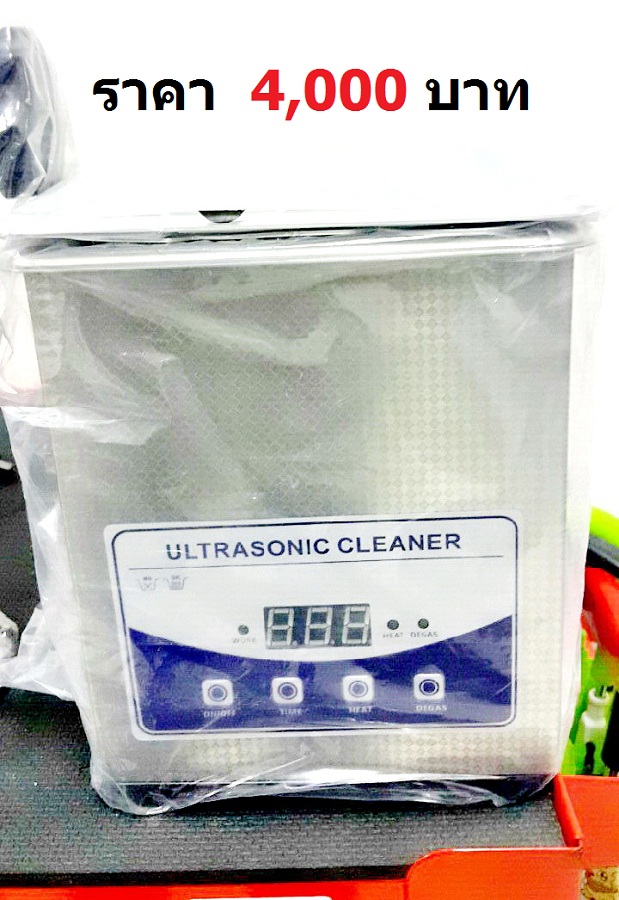 ราคา 4,000 บาท
ULTRASONIC CLEANER
WORK
HEAT DEGAS
ON/OFF TIME HEAT DEGAS